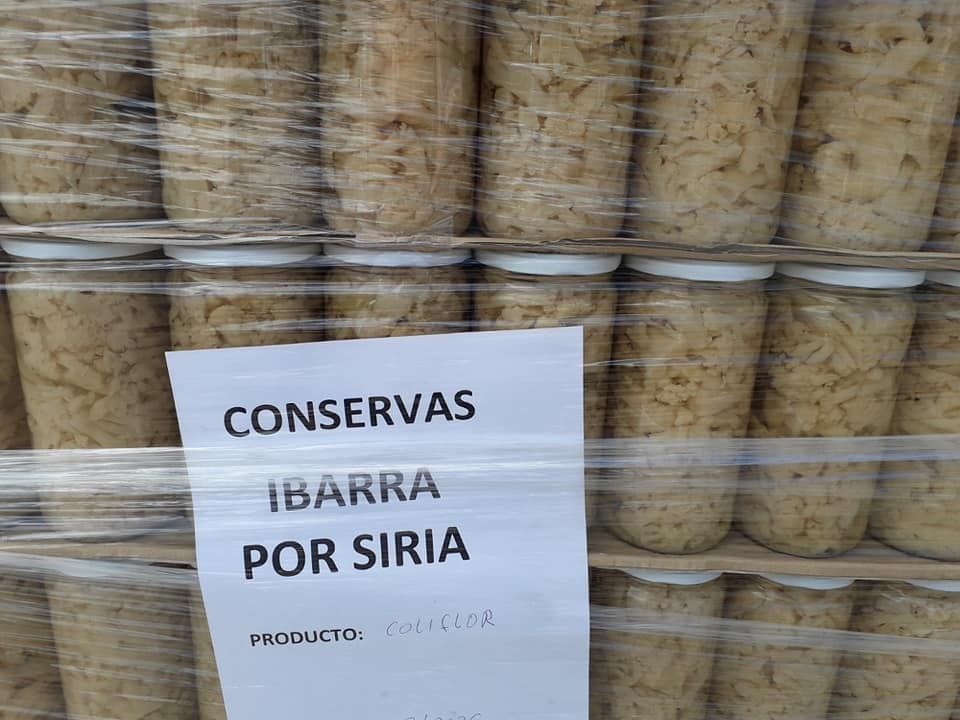 CONSERVAS
IBARRA
POR SIRIA
PRODUCTO: COLIFLOR